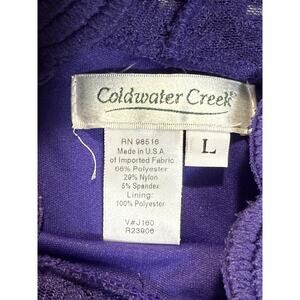 Coldwater Creek
L
RN 98516
Made in U.S.A.
of Imported Fabric
66% Polyester
29% Nylon
5% Spandex
Lining:
100% Polyester
V#J160
R23906